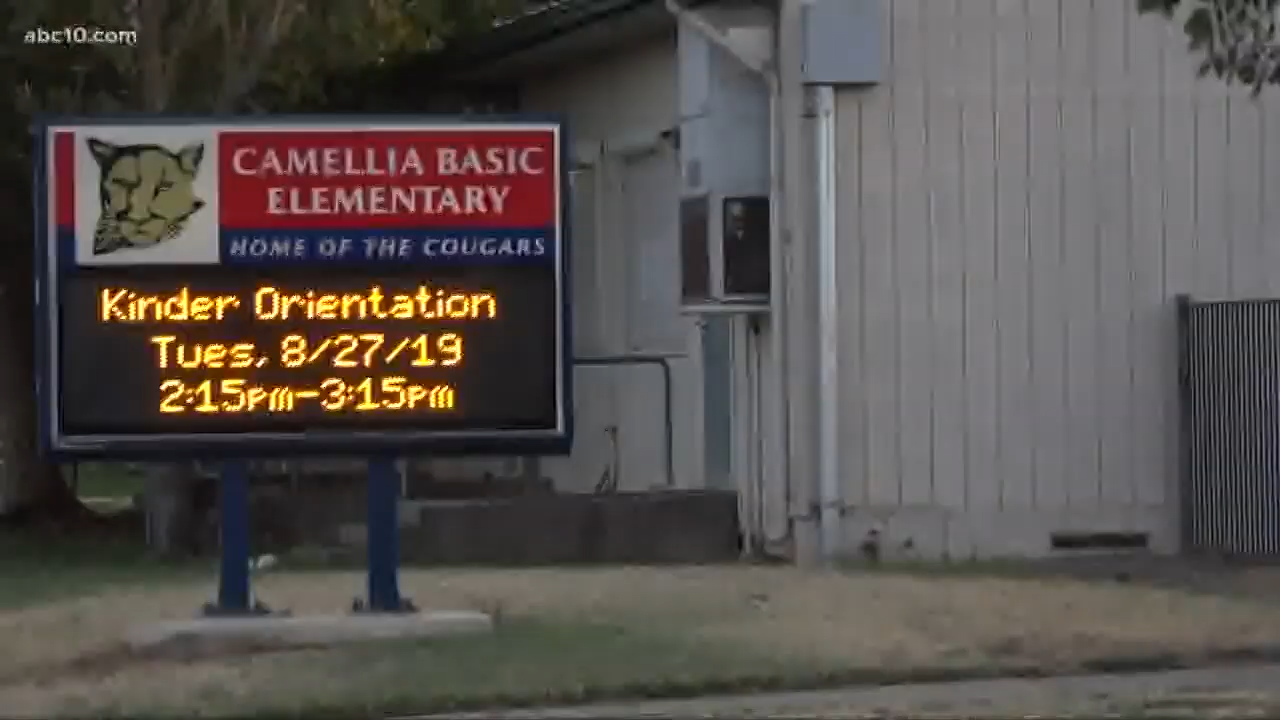 abc10.com
CAMELLIA BASIC
ELEMENTARY
HOME OF THE COUGARS
Kinder Orientation
Tues, 8/27/19
2:15pm-3:15pm